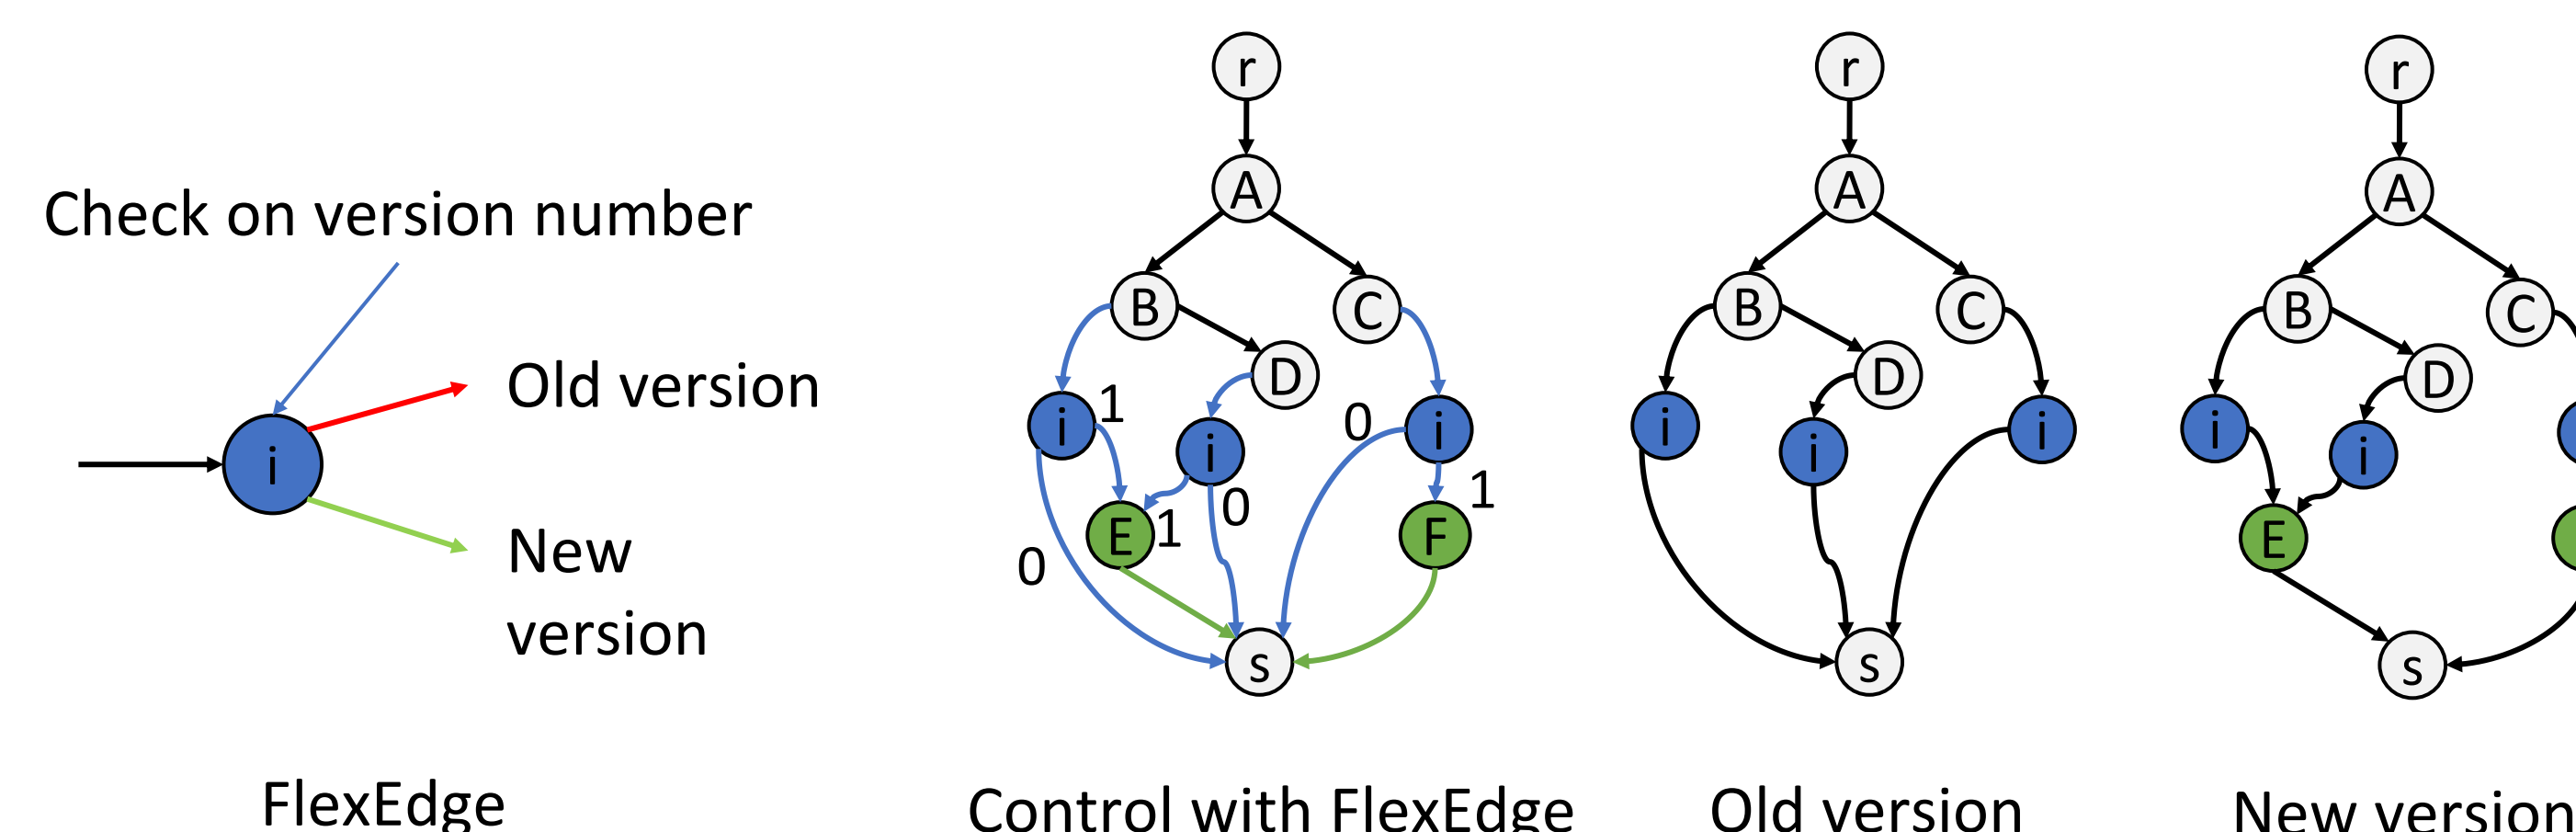 Check on version number
Old version
New
version
i
FlexEdge
r
A
B
C
D
i
1
i
0
i
E
1
0
F
1
0
s
Control with FlexEdge
r
A
B
C
D
i
i
i
s
Old version
r
A
B
C
D
i
i
E
s
New version